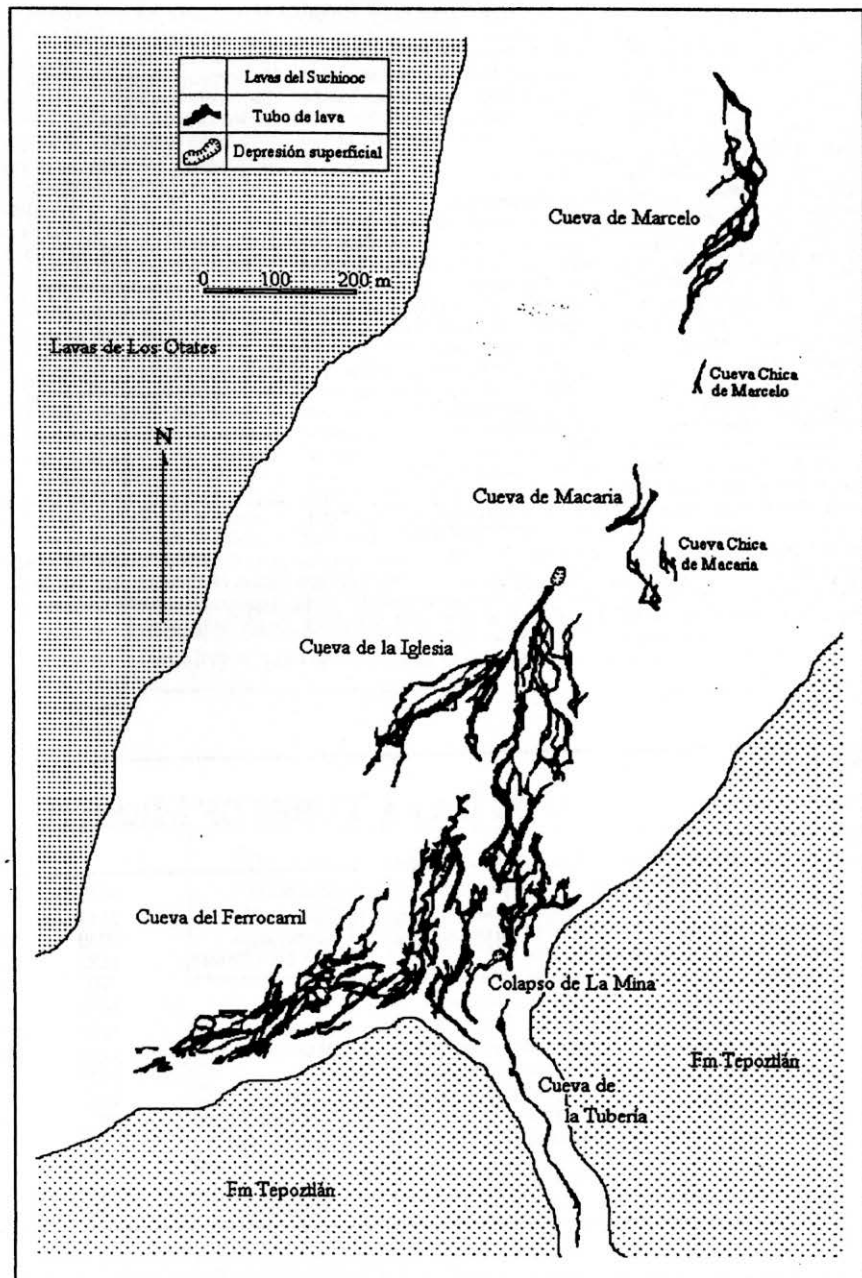 Lavas del Suchiooc
Tubo de lava
Depresión superficial
Cueva de Marcelo
0 100 200 m
Lavas de Los Otates
Cueva Chica
de Marcelo
N
Cueva de Macaria
Cueva Chica
de Macaria
Cueva de la Iglesia
Cueva del Ferrocarril
Colapso de La Mina
Fm Tepoztlán
Cueva de
la Tubería
Fm Tepoztlán